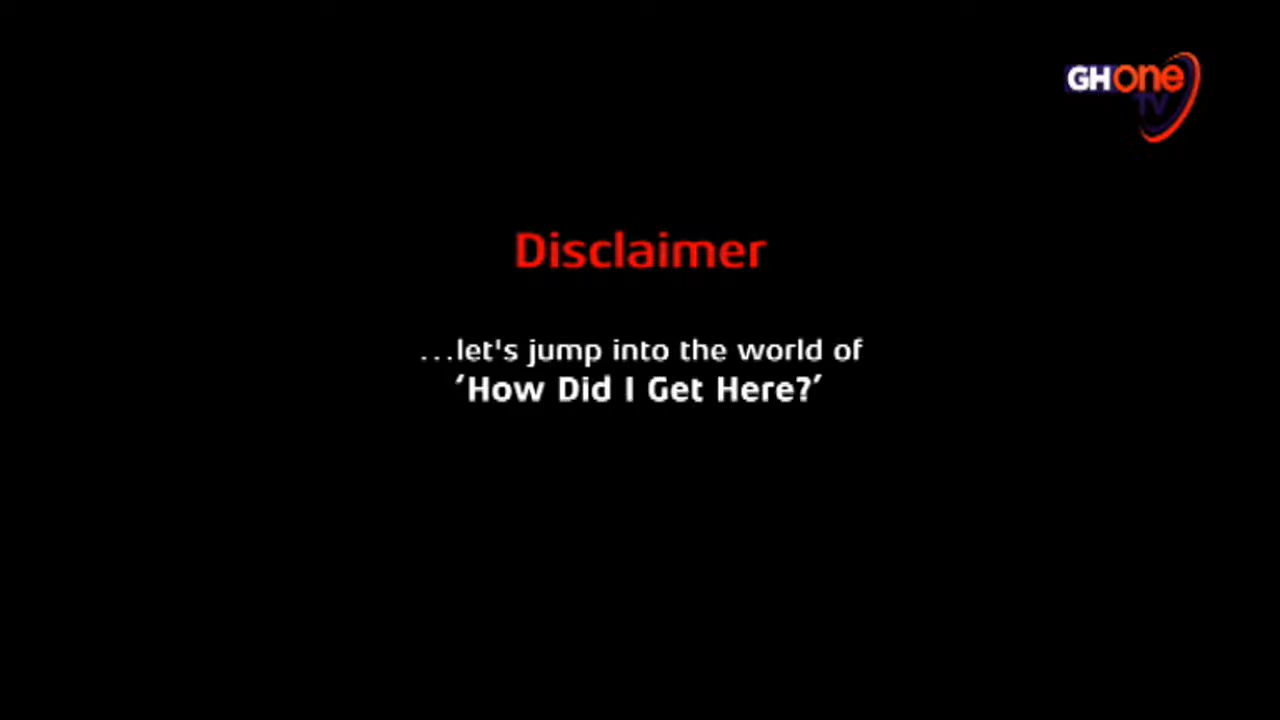 GHOne
TV
Disclaimer
...let's jump into the world of
‘How Did I Get Here?’